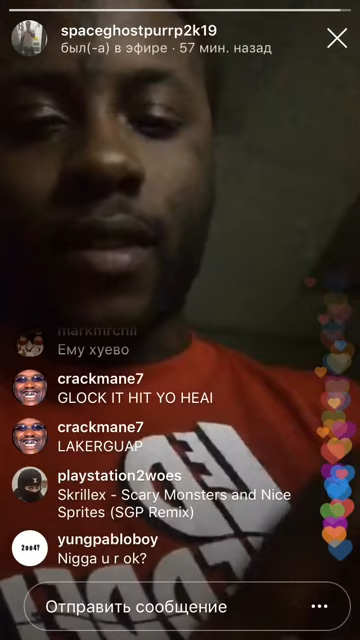 spaceghostpurrp2k19
был(-а) в эфире · 57 мин. назад
markmrchil
Ему хуево
crackmane7
GLOCK IT HIT YO HEAI
crackmane7
LAKERGUAP
playstation2woes
Skrillex - Scary Monsters and Nice
Sprites (SGP Remix)
yungpabloboy
Nigga u r ok?
Отправить сообщение